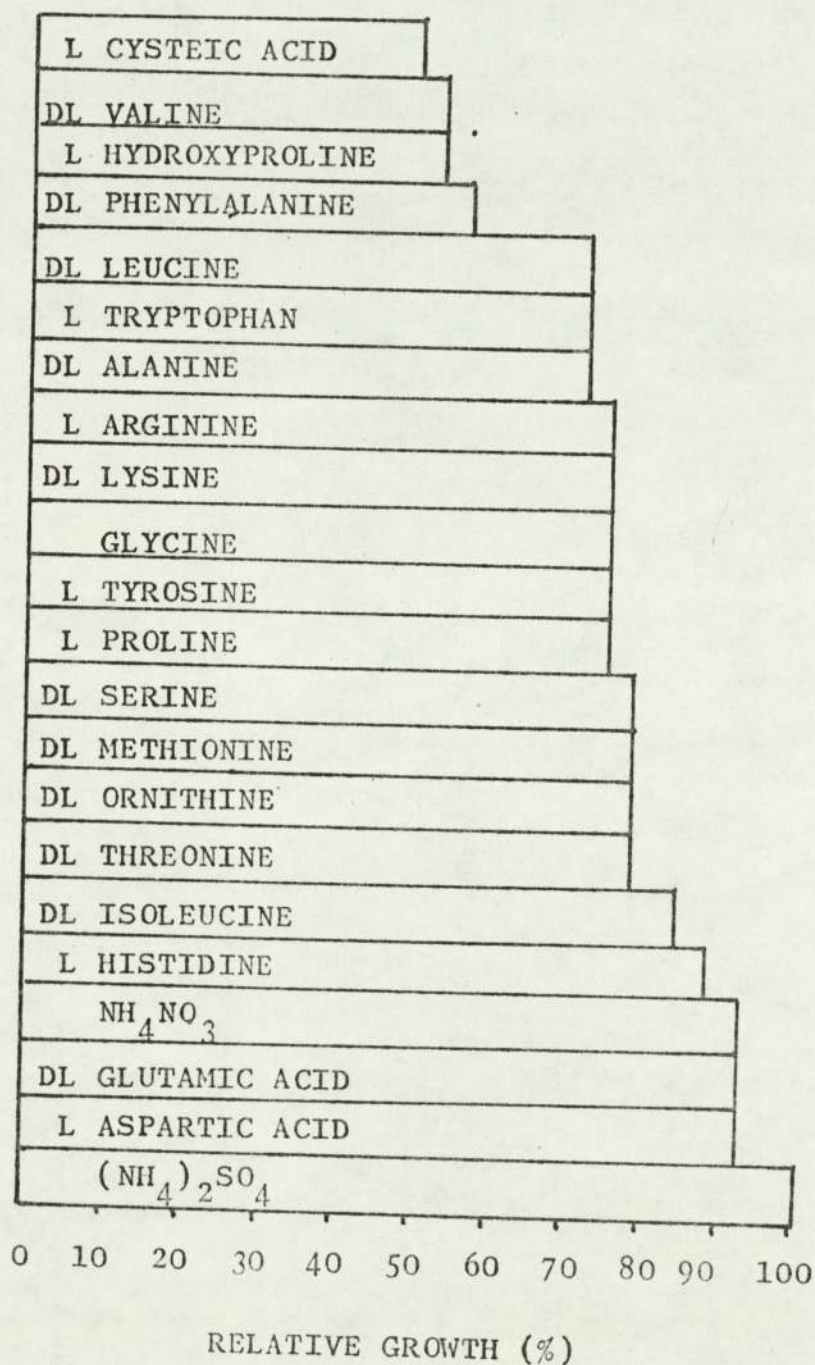 L CYSTEIC ACID
DL VALINE
L HYDROXYPROLINE
DL PHENYLALANINE
DL LEUCINE
L TRYPTOPHAN
DL ALANINE
L ARGININE
DL LYSINE
GLYCINE
L TYROSINE
L PROLINE
DL SERINE
DL METHIONINE
DL ORNITHINE
DL THREONINE
DL ISOLEUCINE
L HISTIDINE
NH4NO3
DL GLUTAMIC ACID
L ASPARTIC ACID
(NH4)2SO4
0 10 20 30 40 50 60 70 80 90 100
RELATIVE GROWTH (%)